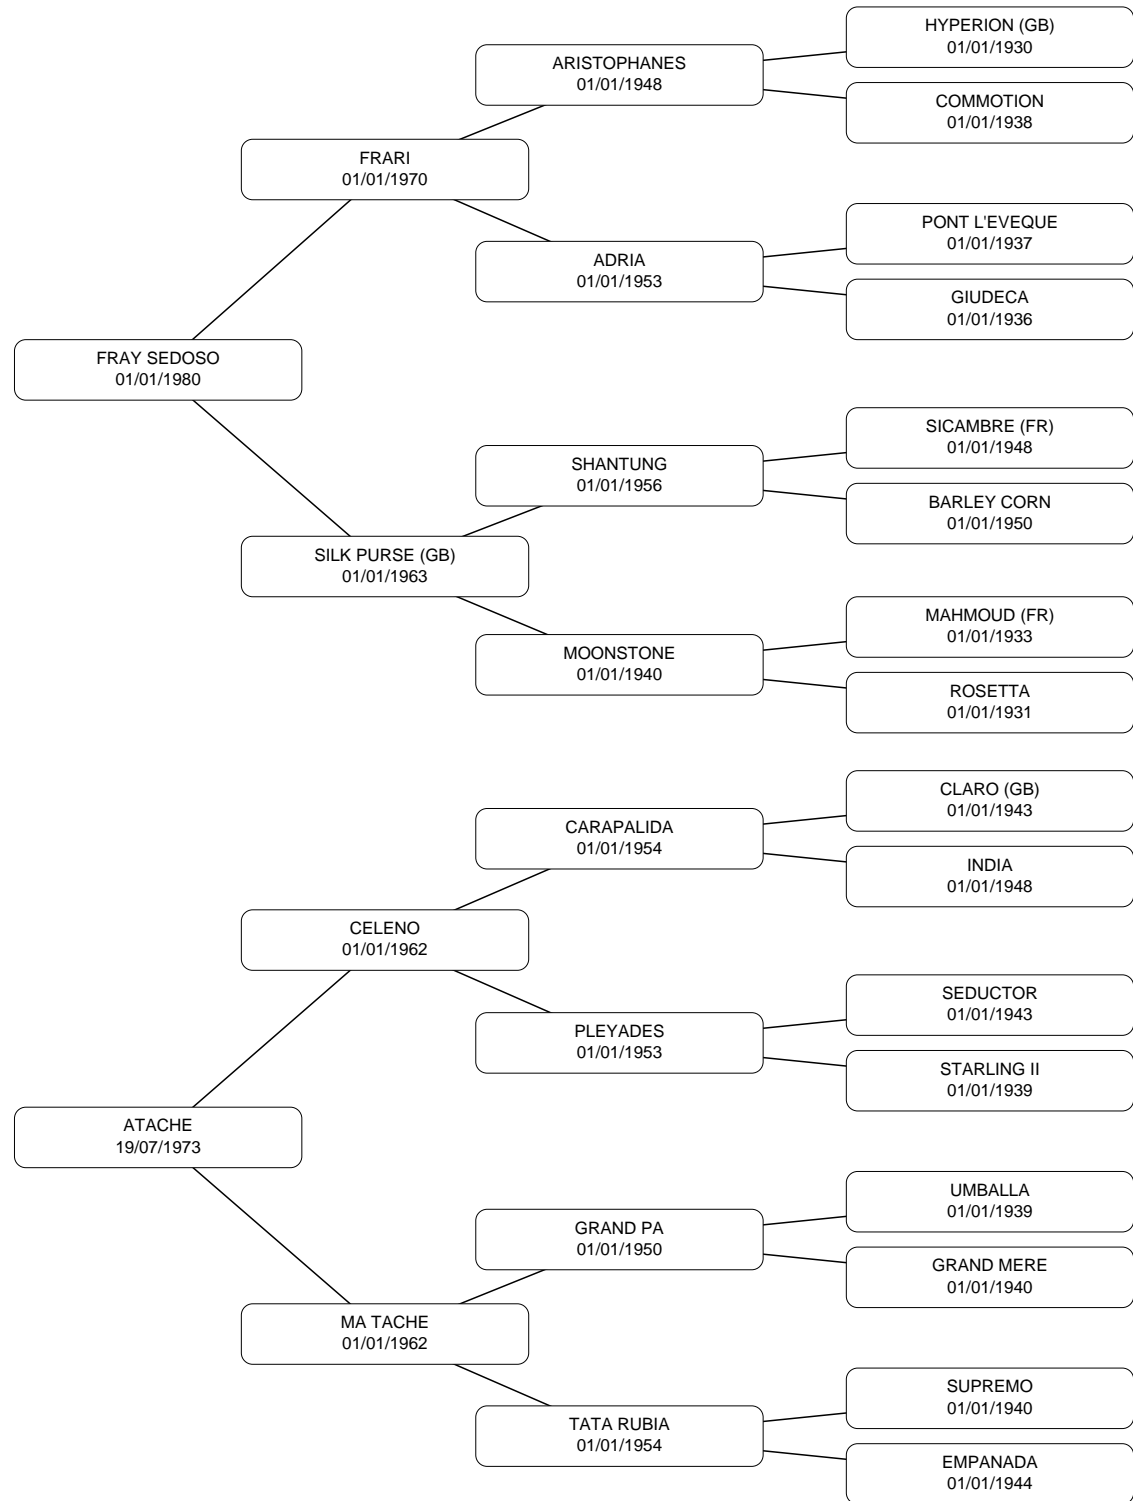 HYPERION (GB)
01/01/1930
ARISTOPHANES
01/01/1948
COMMOTION
01/01/1938
FRARI
01/01/1970
PONT L'EVEQUE
01/01/1937
ADRIA
01/01/1953
GIUDECA
01/01/1936
FRAY SEDOSO
01/01/1980
SICAMBRE (FR)
01/01/1948
SHANTUNG
01/01/1956
BARLEY CORN
01/01/1950
SILK PURSE (GB)
01/01/1963
MAHMOUD (FR)
01/01/1933
MOONSTONE
01/01/1940
ROSETTA
01/01/1931
CLARO (GB)
01/01/1943
CARAPALIDA
01/01/1954
INDIA
01/01/1948
CELENO
01/01/1962
SEDUCTOR
01/01/1943
PLEYADES
01/01/1953
STARLING II
01/01/1939
ATACHE
19/07/1973
UMBALLA
01/01/1939
GRAND PA
01/01/1950
GRAND MERE
01/01/1940
MA TACHE
01/01/1962
SUPREMO
01/01/1940
TATA RUBIA
01/01/1954
EMPANADA
01/01/1944